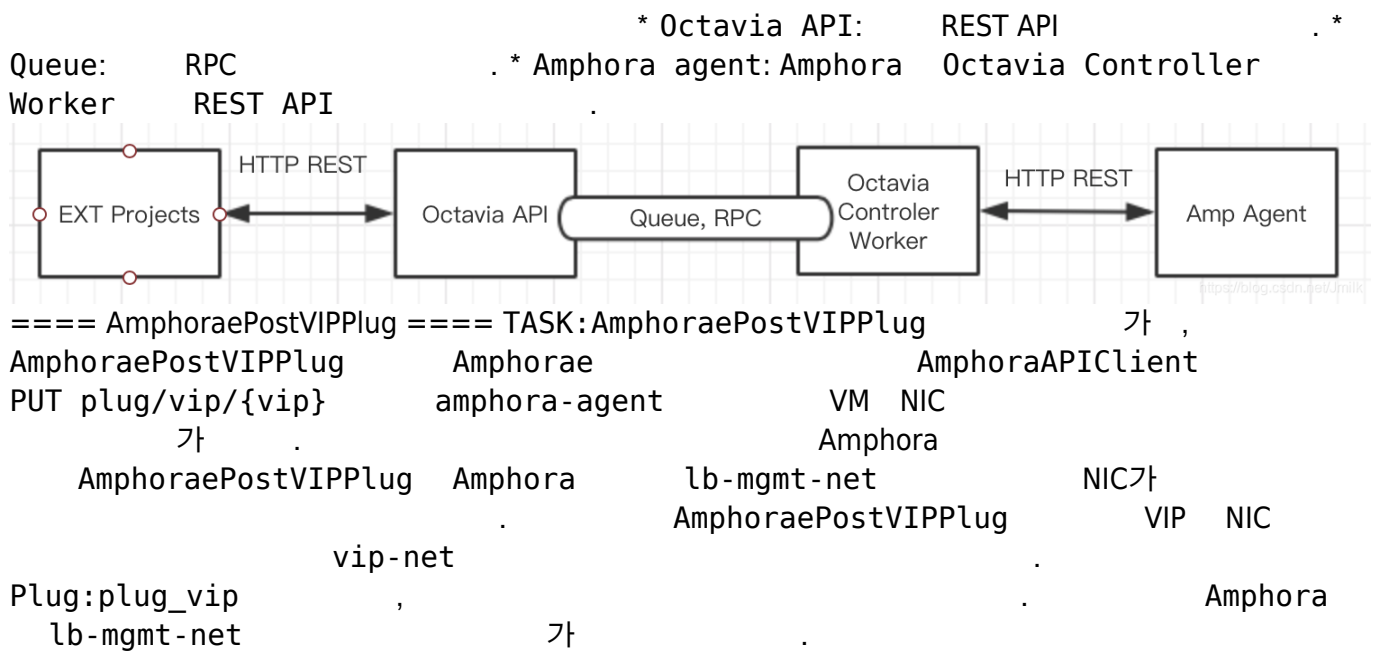 * Octavia API: REST API . *
Queue: RPC . * Amphora agent: Amphora Octavia Controller
Worker REST API .
HTTP REST
HTTP REST
EXT Projects
Octavia API
Queue, RPC
Octavia
Controler
Worker
Amp Agent
https://blog.csdn.net/Jmilk
==== AmphoraePostVIPPlug ==== TASK:AmphoraePostVIPPlug 가 ,
AmphoraePostVIPPlug Amphorae AmphoraAPIClient
PUT plug/vip/{vip} amphora-agent VM NIC
가 . Amphora
AmphoraePostVIPPlug Amphora lb-mgmt-net NIC가
. AmphoraePostVIPPlug VIP NIC
vip-net .
Plug:plug_vip , . Amphora
lb-mgmt-net 가 .